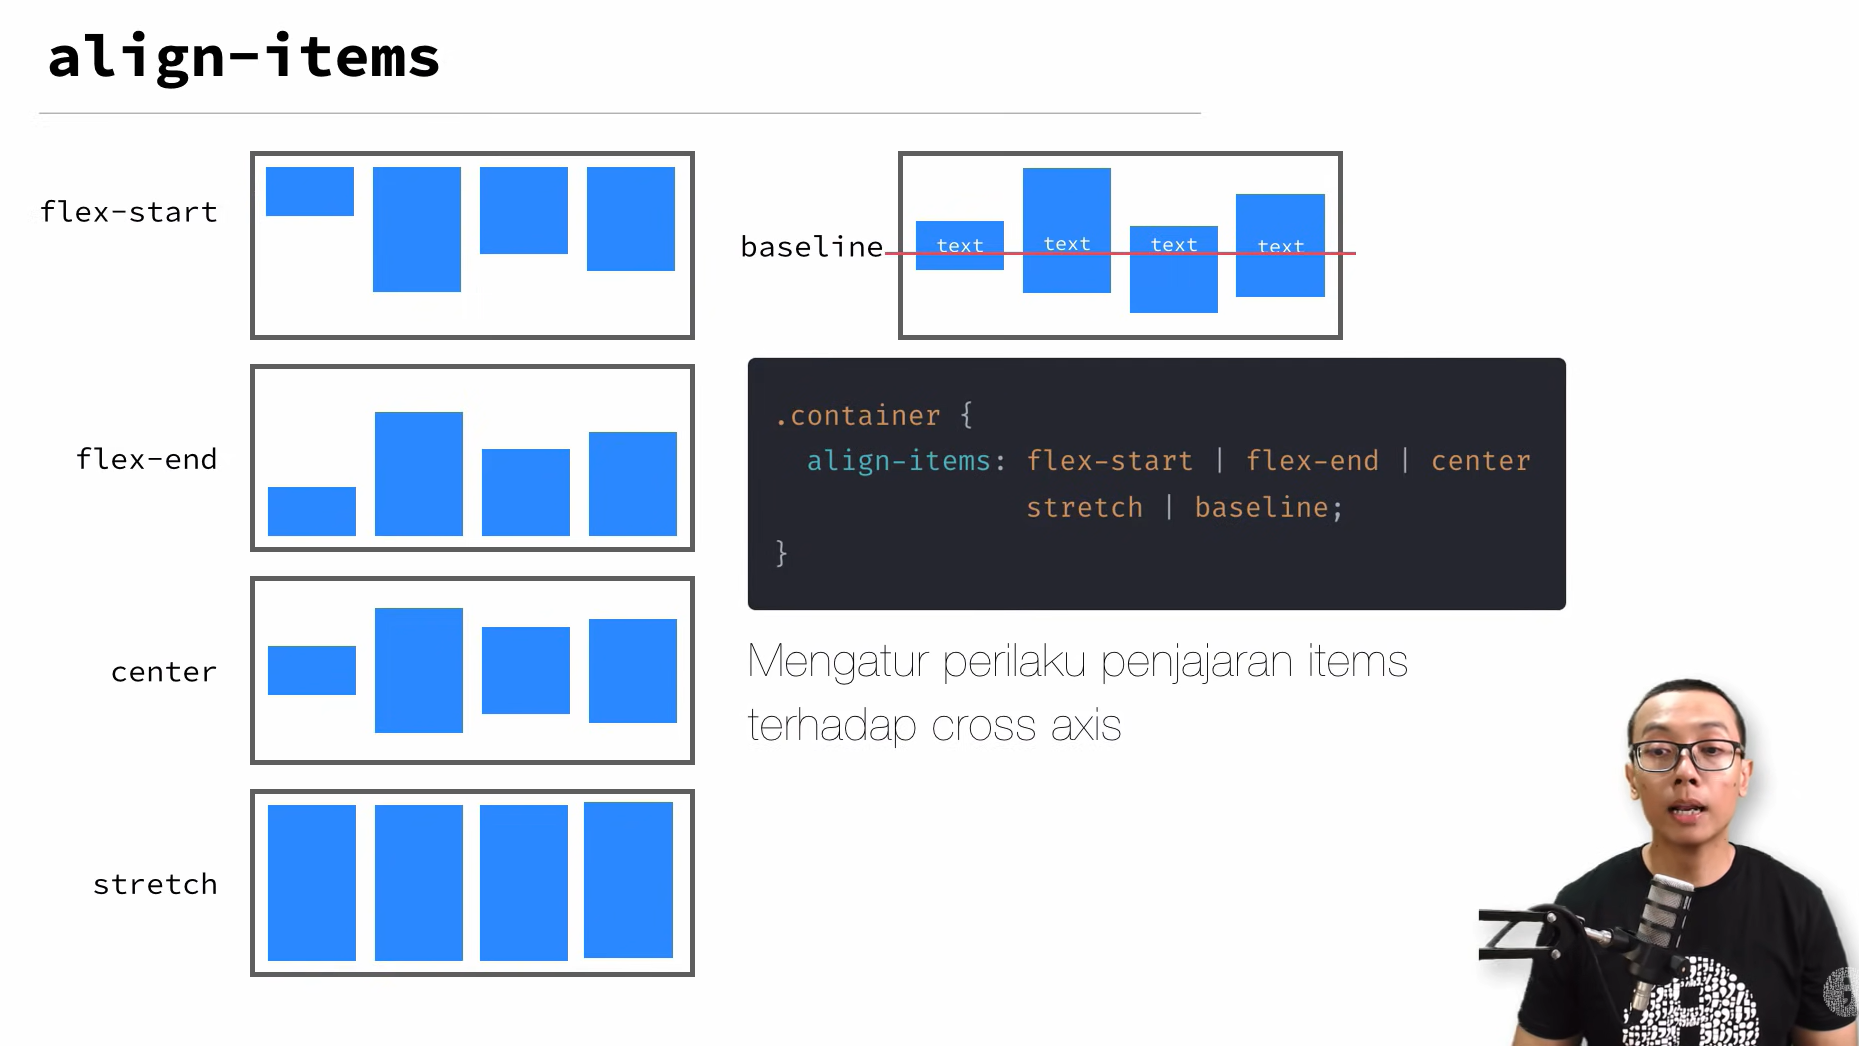 align-items
flex-start
flex-end
center
stretch
baseline
text text text text
.container {
align-items: flex-start | flex-end | center
stretch | baseline;
}
Mengatur perilaku penjajaran items
terhadap cross axis